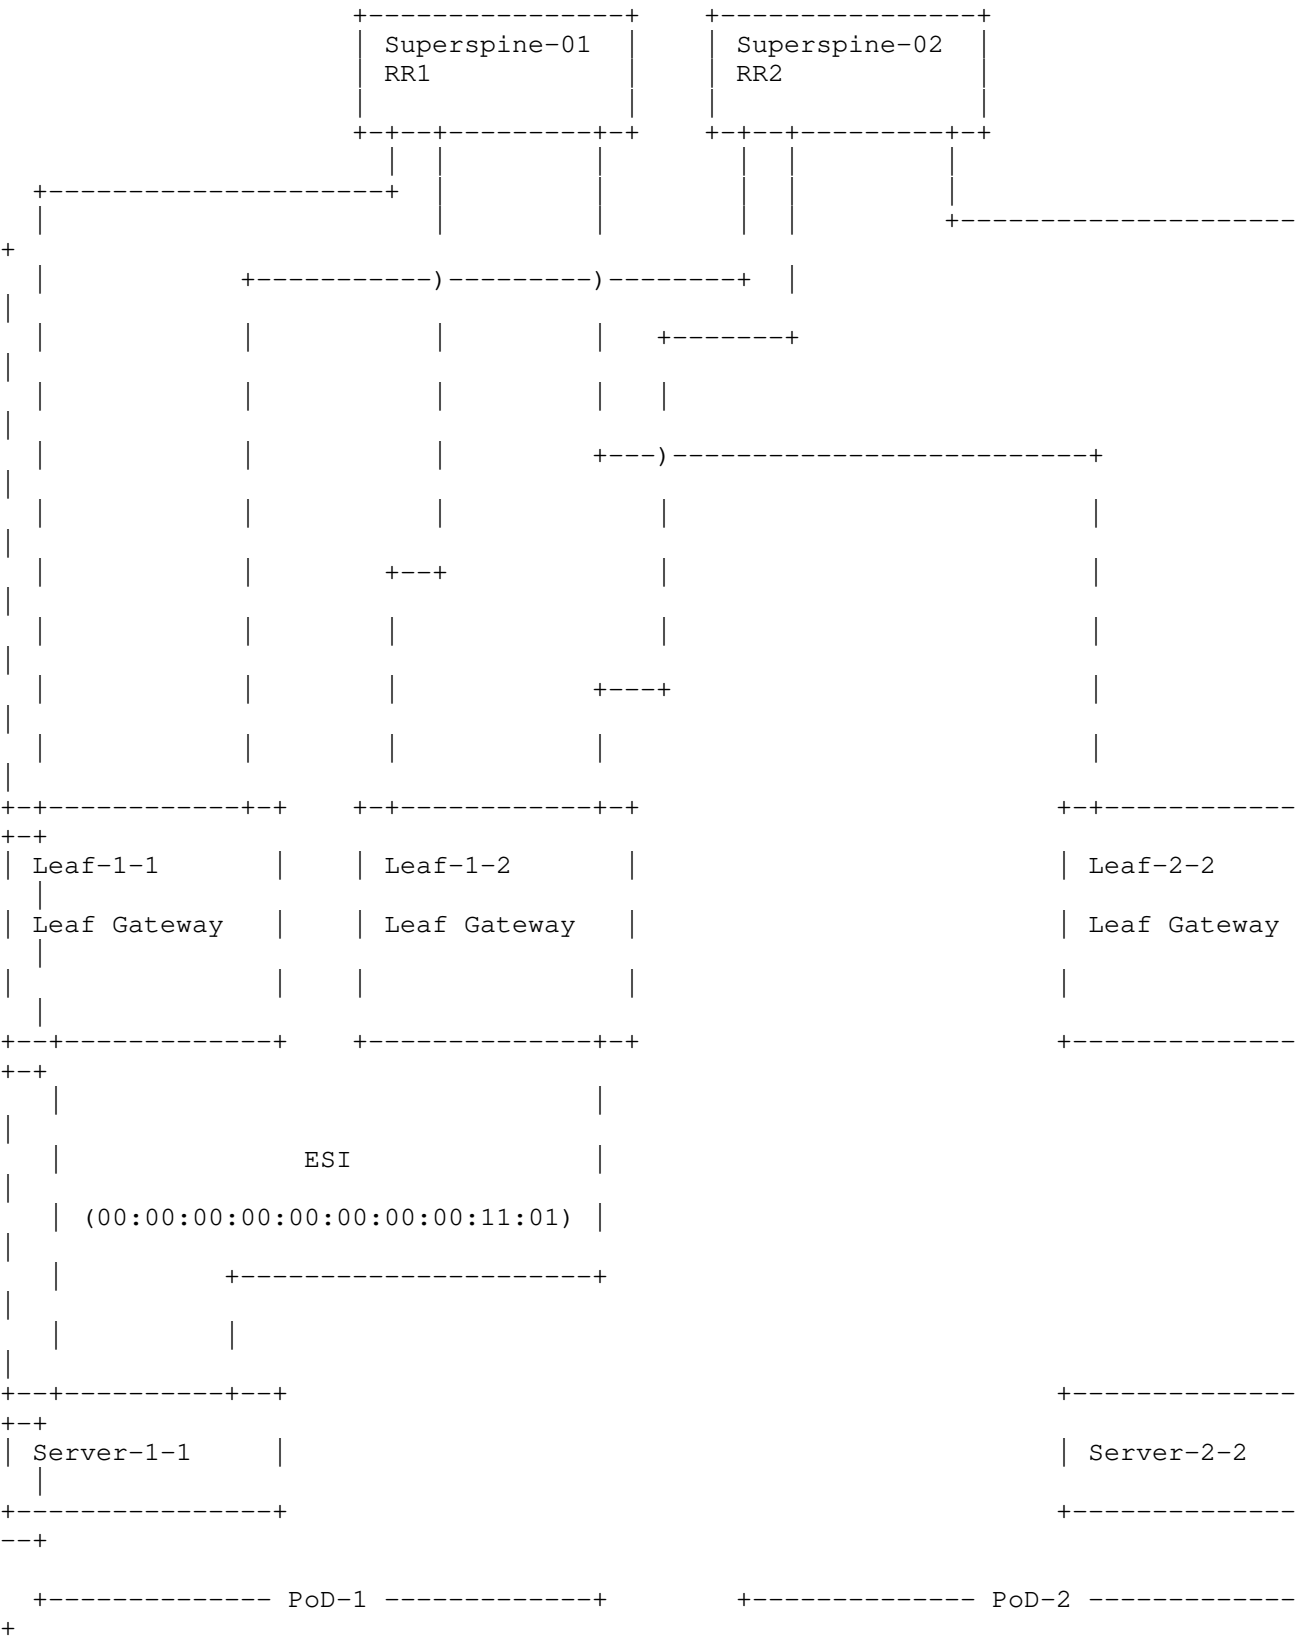 Superspine-01 Superspine-02
RR1 RR2
Leaf-1-1 Leaf-1-2 Leaf-2-2
Leaf Gateway Leaf Gateway Leaf Gateway
ESI
(00:00:00:00:00:00:00:00:11:01)
Server-1-1 Server-2-2
PoD-1 PoD-2